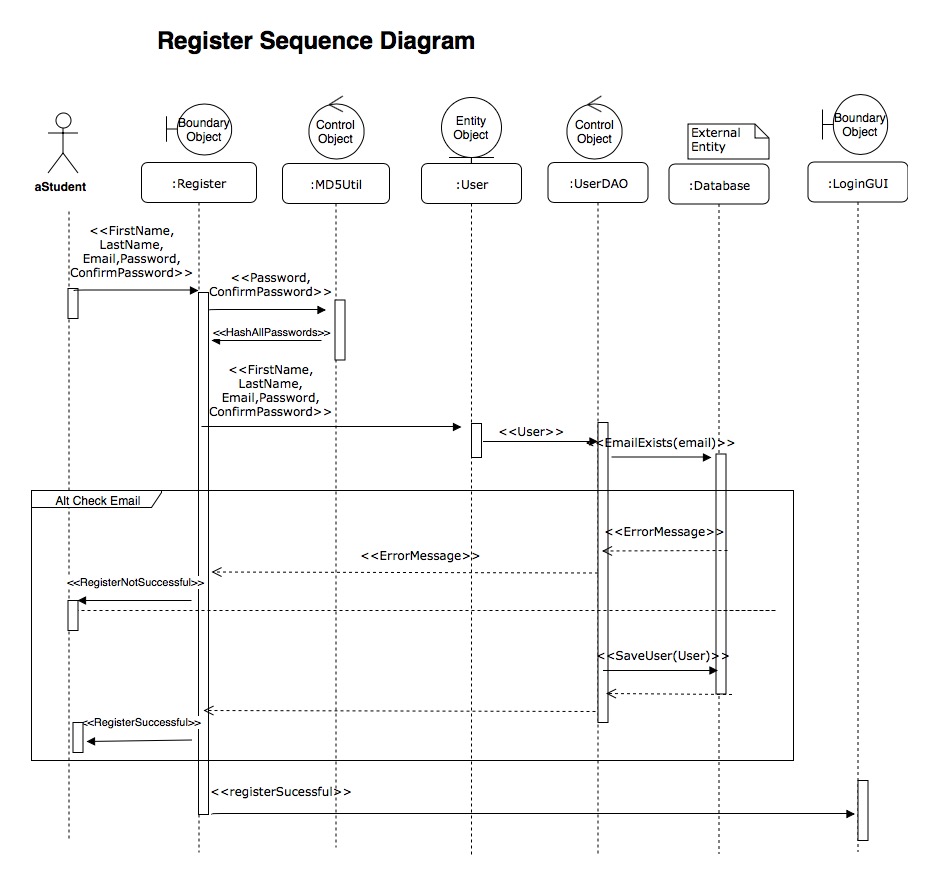 Register Sequence Diagram
Boundary
Object
Control
Object
Entity
Object
Control
Object
External
Entity
Boundary
Object
aStudent
:Register
:MD5Util
:User
:UserDAO
:Database
:LoginGUI
<<FirstName,
LastName,
Email,Password,
ConfirmPassword>>
<<Password,
ConfirmPassword>>
<<HashAllPasswords>>
<<FirstName,
LastName,
Email,Password,
ConfirmPassword>>
<<User>>
<<EmailExists(email)>>
Alt Check Email
<<ErrorMessage>>
<<ErrorMessage>>
<<RegisterNotSuccessful>>
<<SaveUser(User)>>
<<RegisterSuccessful>>
<<registerSucessful>>